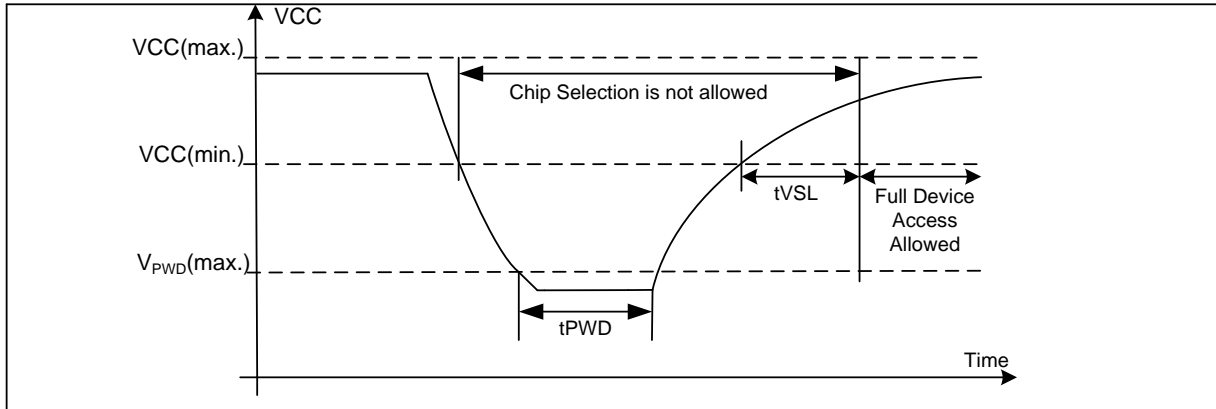 VCC
VCC(max.)
Chip Selection is not allowed
VCC(min.)
tVSL
Full Device
Access
Allowed
VPWD(max.)
tPWD
Time